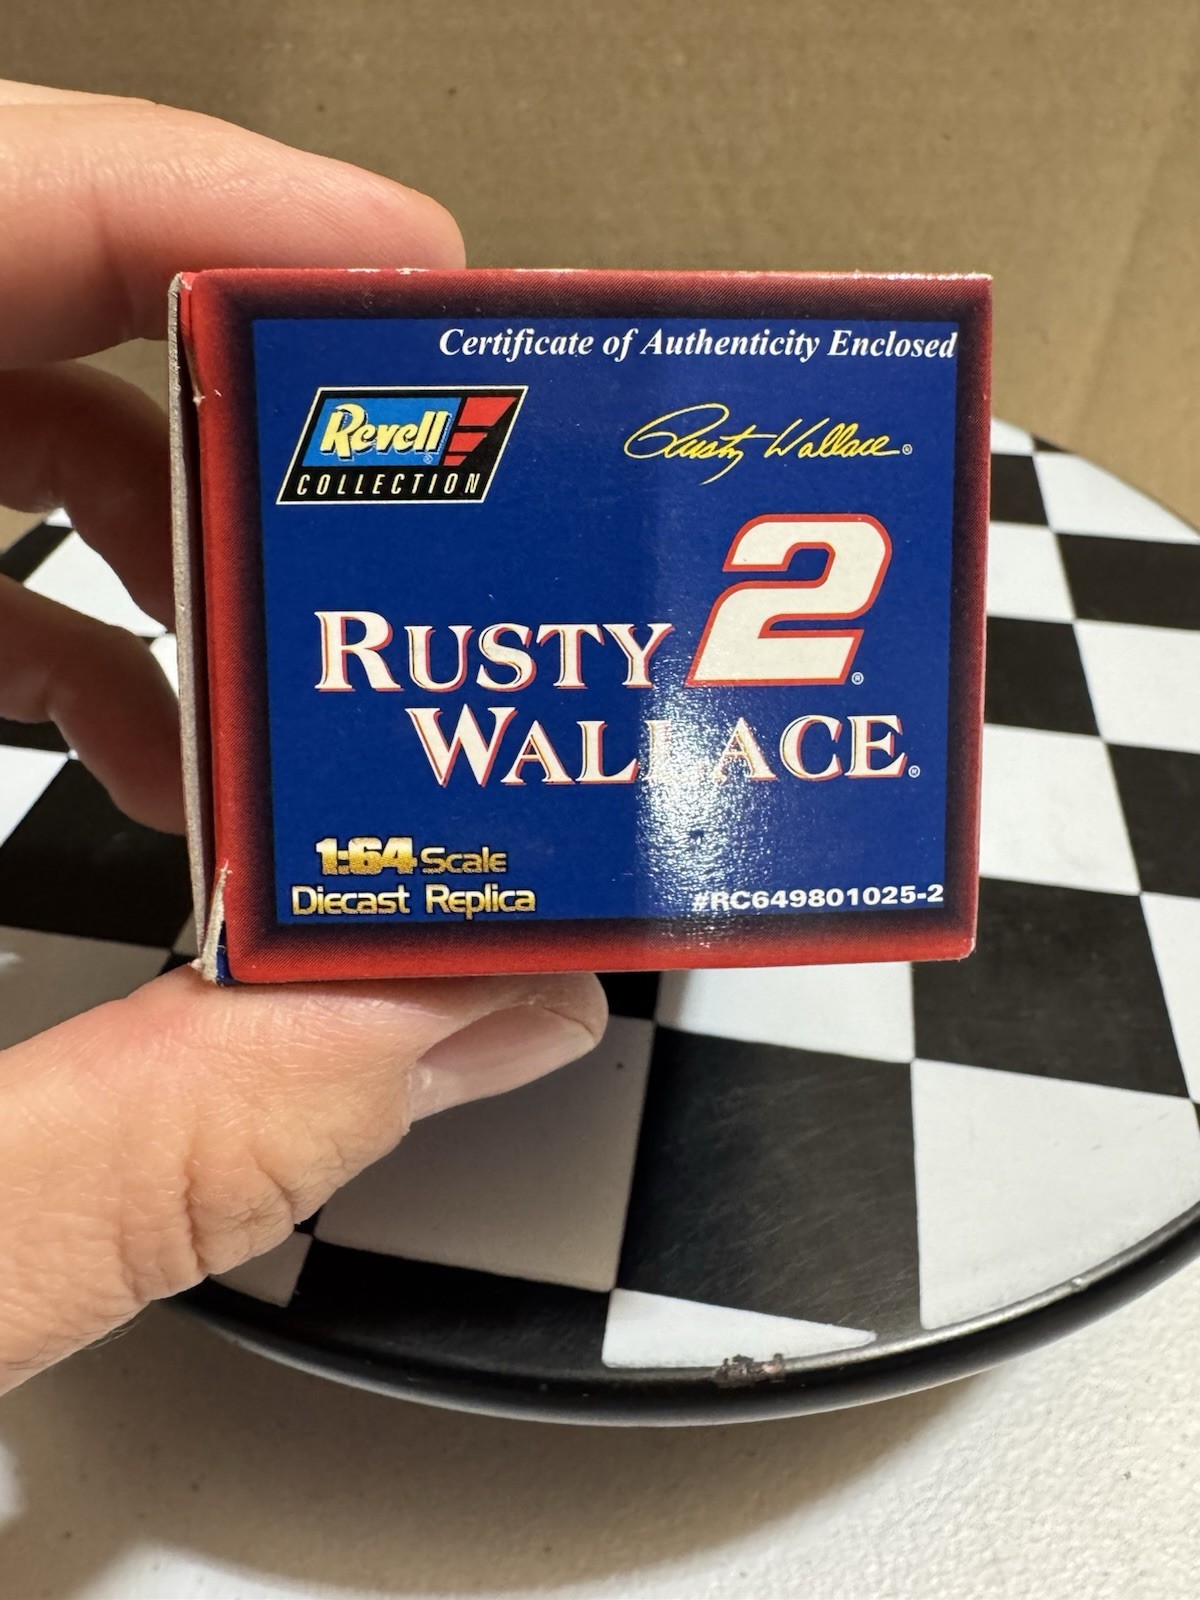 Certificate of Authenticity Enclosed
Revell®
COLLECTION
Rusty Wallace®
2®
RUSTY
WALLACE®
1:64 Scale
Diecast Replica
#RC649801025-2